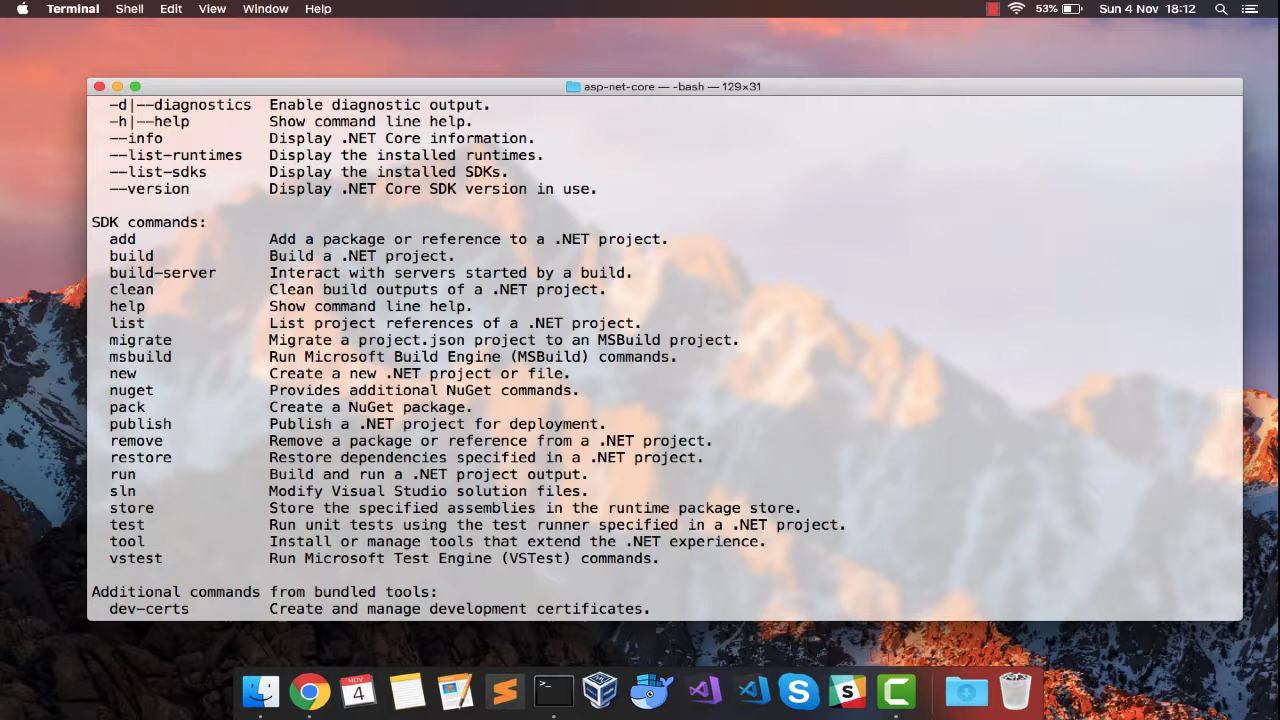 Terminal Shell Edit View Window Help 53% Sun 4 Nov 18:12
asp-net-core — -bash — 129×31
-d|--diagnostics Enable diagnostic output.
-h|--help Show command line help.
--info Display .NET Core information.
--list-runtimes Display the installed runtimes.
--list-sdks Display the installed SDKs.
--version Display .NET Core SDK version in use.
SDK commands:
add Add a package or reference to a .NET project.
build Build a .NET project.
build-server Interact with servers started by a build.
clean Clean build outputs of a .NET project.
help Show command line help.
list List project references of a .NET project.
migrate Migrate a project.json project to an MSBuild project.
msbuild Run Microsoft Build Engine (MSBuild) commands.
new Create a new .NET project or file.
nuget Provides additional NuGet commands.
pack Create a NuGet package.
publish Publish a .NET project for deployment.
remove Remove a package or reference from a .NET project.
restore Restore dependencies specified in a .NET project.
run Build and run a .NET project output.
sln Modify Visual Studio solution files.
store Store the specified assemblies in the runtime package store.
test Run unit tests using the test runner specified in a .NET project.
tool Install or manage tools that extend the .NET experience.
vstest Run Microsoft Test Engine (VSTest) commands.
Additional commands from bundled tools:
dev-certs Create and manage development certificates.
NOV
4